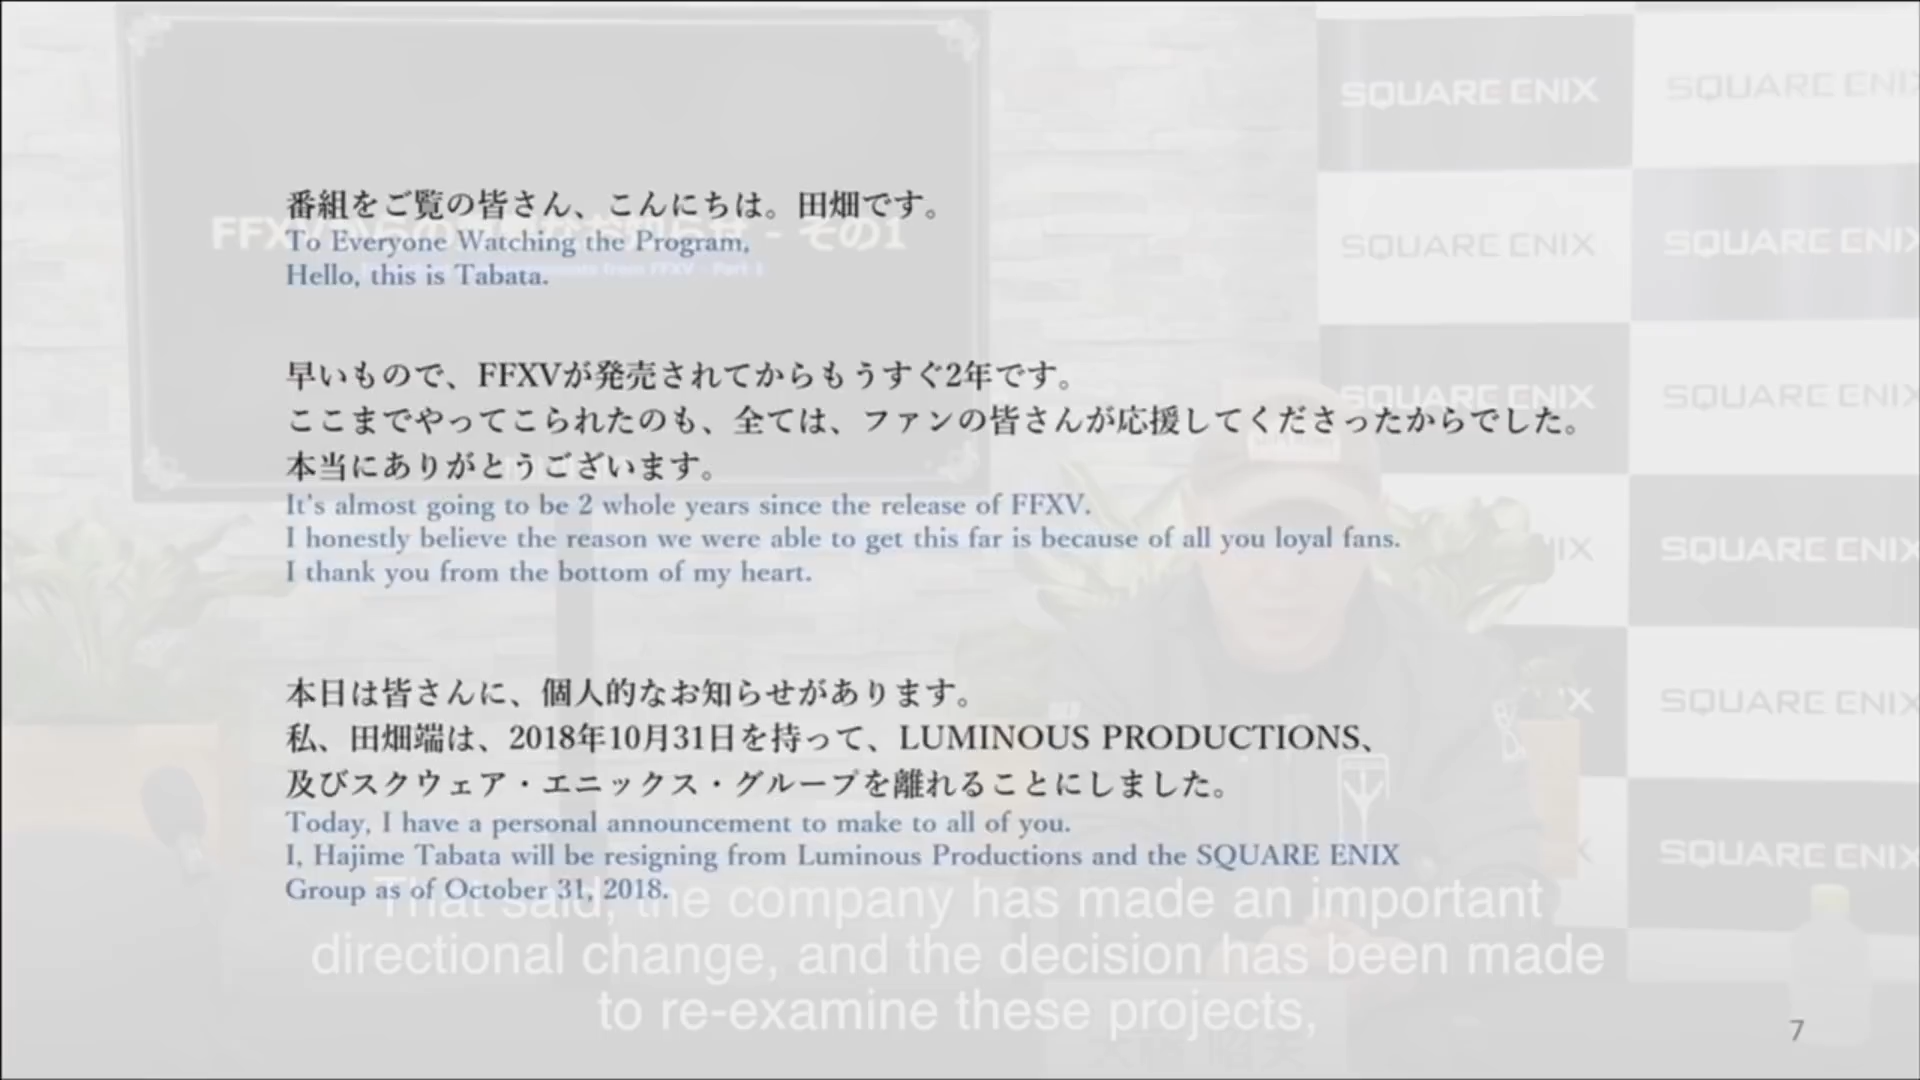 番組をご覧の皆さん、こんにちは。田畑です。
To Everyone Watching the Program,
Hello, this is Tabata.
早いもので、FFXVが発売されてからもうすぐ2年です。
ここまでやってこられたのも、全ては、ファンの皆さんが応援してくださったからでした。
本当にありがとうございます。
It's almost going to be 2 whole years since the release of FFXV.
I honestly believe the reason we were able to get this far is because of all you loyal fans.
I thank you from the bottom of my heart.
本日は皆さんに、個人的なお知らせがあります。
私、田畑端は、2018年10月31日を持って、LUMINOUS PRODUCTIONS、
及びスクウェア・エニックス・グループを離れることにしました。
Today, I have a personal announcement to make to all of you.
I, Hajime Tabata will be resigning from Luminous Productions and the SQUARE ENIX
Group as of October 31, 2018.
That said, the company has made an important
directional change, and the decision has been made
to re-examine these projects,
7
SQUARE ENIX
SQUARE ENIX
SQUARE ENIX
SQUARE ENIX
SQUARE ENIX
SQUARE ENIX
SQUARE ENIX
SQUARE ENIX
SQUARE ENIX